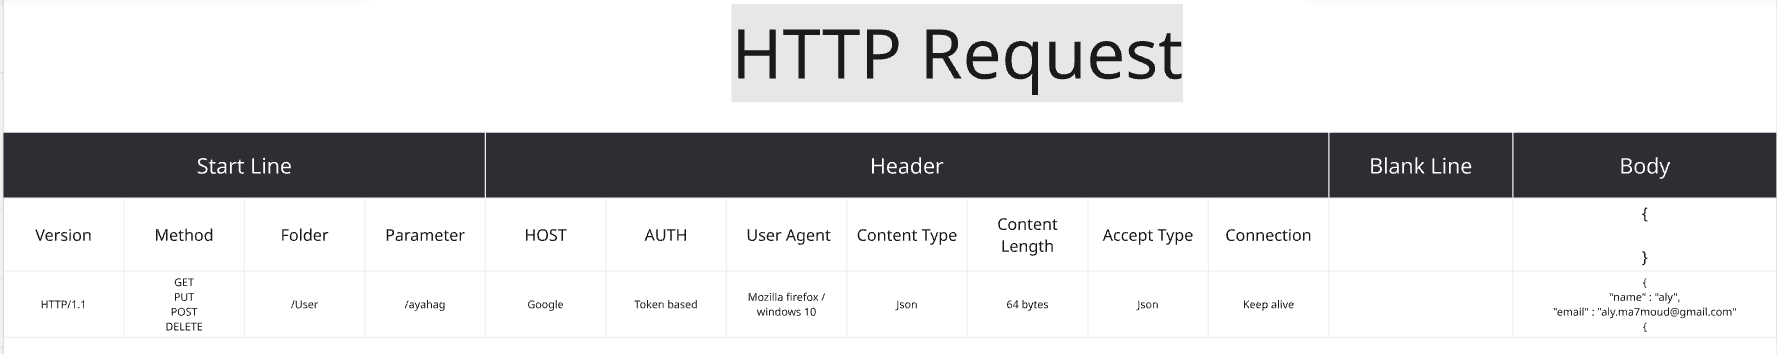 HTTP Request
Start Line Header Blank Line Body
Version Method Folder Parameter HOST AUTH User Agent Content Type Content Length Accept Type Connection {
}
HTTP/1.1
GET
PUT
POST
DELETE
/User
/ayahag
Google
Token based
Mozilla firefox /
windows 10
Json
64 bytes
Json
Keep alive
{
"name" : "aly",
"email" : "aly.ma7moud@gmail.com"
{